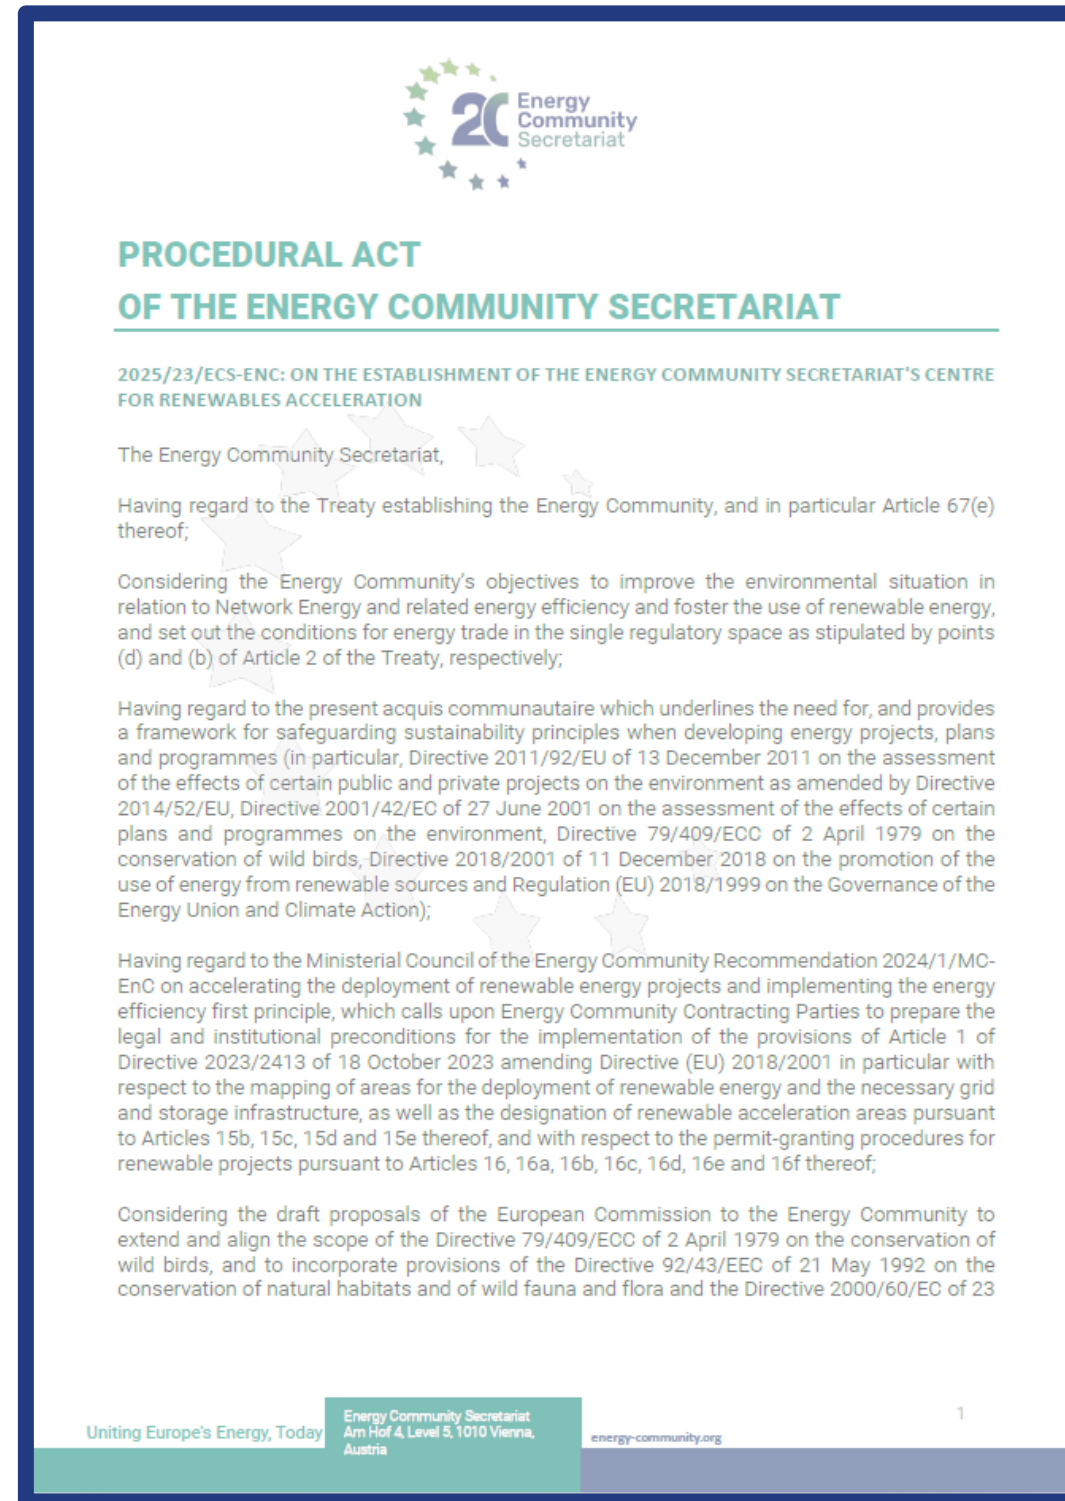 20 Energy
Community
Secretariat
PROCEDURAL ACT
OF THE ENERGY COMMUNITY SECRETARIAT
2025/23/ECS-ENC: ON THE ESTABLISHMENT OF THE ENERGY COMMUNITY SECRETARIAT'S CENTRE
FOR RENEWABLES ACCELERATION
The Energy Community Secretariat,
Having regard to the Treaty establishing the Energy Community, and in particular Article 67(e)
thereof;
Considering the Energy Community's objectives to improve the environmental situation in
relation to Network Energy and related energy efficiency and foster the use of renewable energy,
and set out the conditions for energy trade in the single regulatory space as stipulated by points
(d) and (b) of Article 2 of the Treaty, respectively;
Having regard to the present acquis communautaire which underlines the need for, and provides
a framework for safeguarding sustainability principles when developing energy projects, plans
and programmes (in particular, Directive 2011/92/EU of 13 December 2011 on the assessment
of the effects of certain public and private projects on the environment as amended by Directive
2014/52/EU, Directive 2001/42/EC of 27 June 2001 on the assessment of the effects of certain
plans and programmes on the environment, Directive 79/409/ECC of 2 April 1979 on the
conservation of wild birds, Directive 2018/2001 of 11 December 2018 on the promotion of the
use of energy from renewable sources and Regulation (EU) 2018/1999 on the Governance of the
Energy Union and Climate Action);
Having regard to the Ministerial Council of the Energy Community Recommendation 2024/1/MC-
EnC on accelerating the deployment of renewable energy projects and implementing the energy
efficiency first principle, which calls upon Energy Community Contracting Parties to prepare the
legal and institutional preconditions for the implementation of the provisions of Article 1 of
Directive 2023/2413 of 18 October 2023 amending Directive (EU) 2018/2001 in particular with
respect to the mapping of areas for the deployment of renewable energy and the necessary grid
and storage infrastructure, as well as the designation of renewable acceleration areas pursuant
to Articles 15b, 15c, 15d and 15e thereof, and with respect to the permit-granting procedures for
renewable projects pursuant to Articles 16, 16a, 16b, 16c, 16d, 16e and 16f thereof;
Considering the draft proposals of the European Commission to the Energy Community to
extend and align the scope of the Directive 79/409/ECC of 2 April 1979 on the conservation of
wild birds, and to incorporate provisions of the Directive 92/43/EEC of 21 May 1992 on the
conservation of natural habitats and of wild fauna and flora and the Directive 2000/60/EC of 23
1
Uniting Europe's Energy, Today
Energy Community Secretariat
Am Hof 4, Level 5, 1010 Vienna,
Austria
energy-community.org